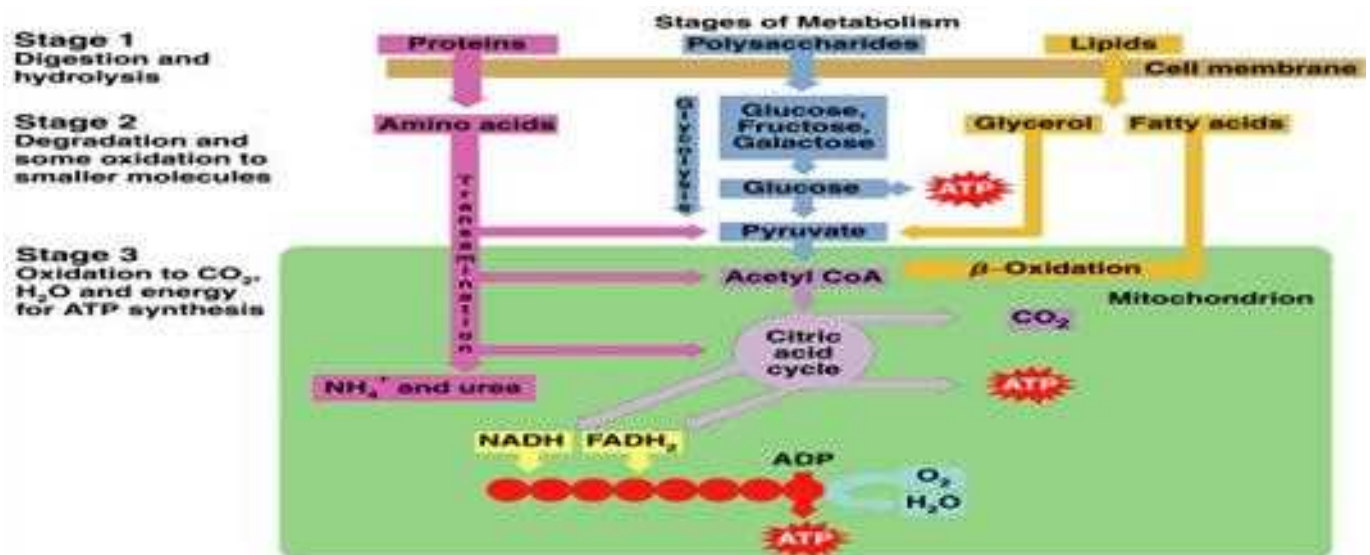 Stages of Metabolism
Stage 1
Digestion and
hydrolysis
Proteins
Polysaccharides
Lipids
Cell membrane
Stage 2
Degradation and
some oxidation to
smaller molecules
Amino acids
Glycolysis
Glucose,
Fructose,
Galactose
Glycerol
Fatty acids
Glucose
ATP
Transamination
Pyruvate
Stage 3
Oxidation to CO₂,
H₂O and energy
for ATP synthesis
Acetyl CoA
β-Oxidation
Mitochondrion
CO₂
Citric
acid
cycle
ATP
NH₄⁺ and urea
NADH
FADH₂
ADP
O₂
H₂O
ATP